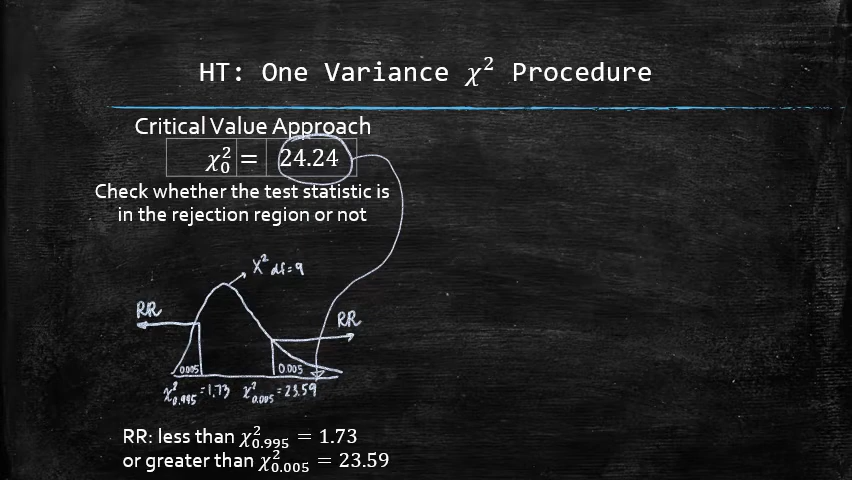 HT: One Variance χ² Procedure
Critical Value Approach
χ₀² = 24.24
Check whether the test statistic is
in the rejection region or not
χ² df=9
RR
RR
0.005
0.005
χ²₀.₉₉₅ = 1.73 χ²₀.₀₀₅ = 23.59
RR: less than χ²₀.₉₉₅ = 1.73
or greater than χ²₀.₀₀₅ = 23.59